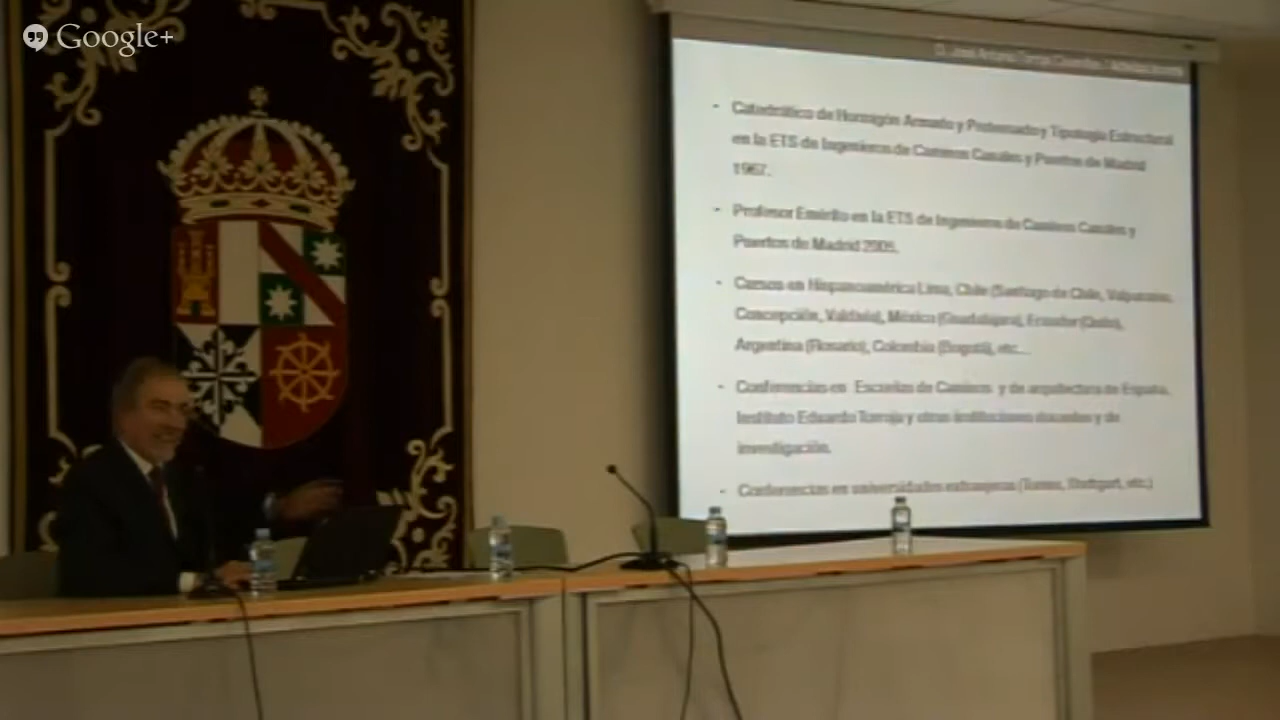 Google+
D. José Antonio Torroja
- Catedrático de Hormigón Armado y Pretensado y Tipología Estructural
en la ETS de Ingenieros de Caminos Canales y Puertos de Madrid
1967.
- Profesor Emérito en la ETS de Ingenieros de Caminos Canales y
Puertos de Madrid 2005.
- Cursos en Hispanoamérica Lima, Chile (Santiago de Chile, Valparaiso,
Concepción, Valdivia), México (Guadalajara), Ecuador (Quito),
Argentina (Rosario), Colombia (Bogotá), etc...
- Conferencias en Escuelas de Caminos y de arquitectura de España,
Instituto Eduardo Torroja y otras instituciones docentes y de
investigación.
- Conferencias en universidades extranjeras (Stuttgart, etc.)